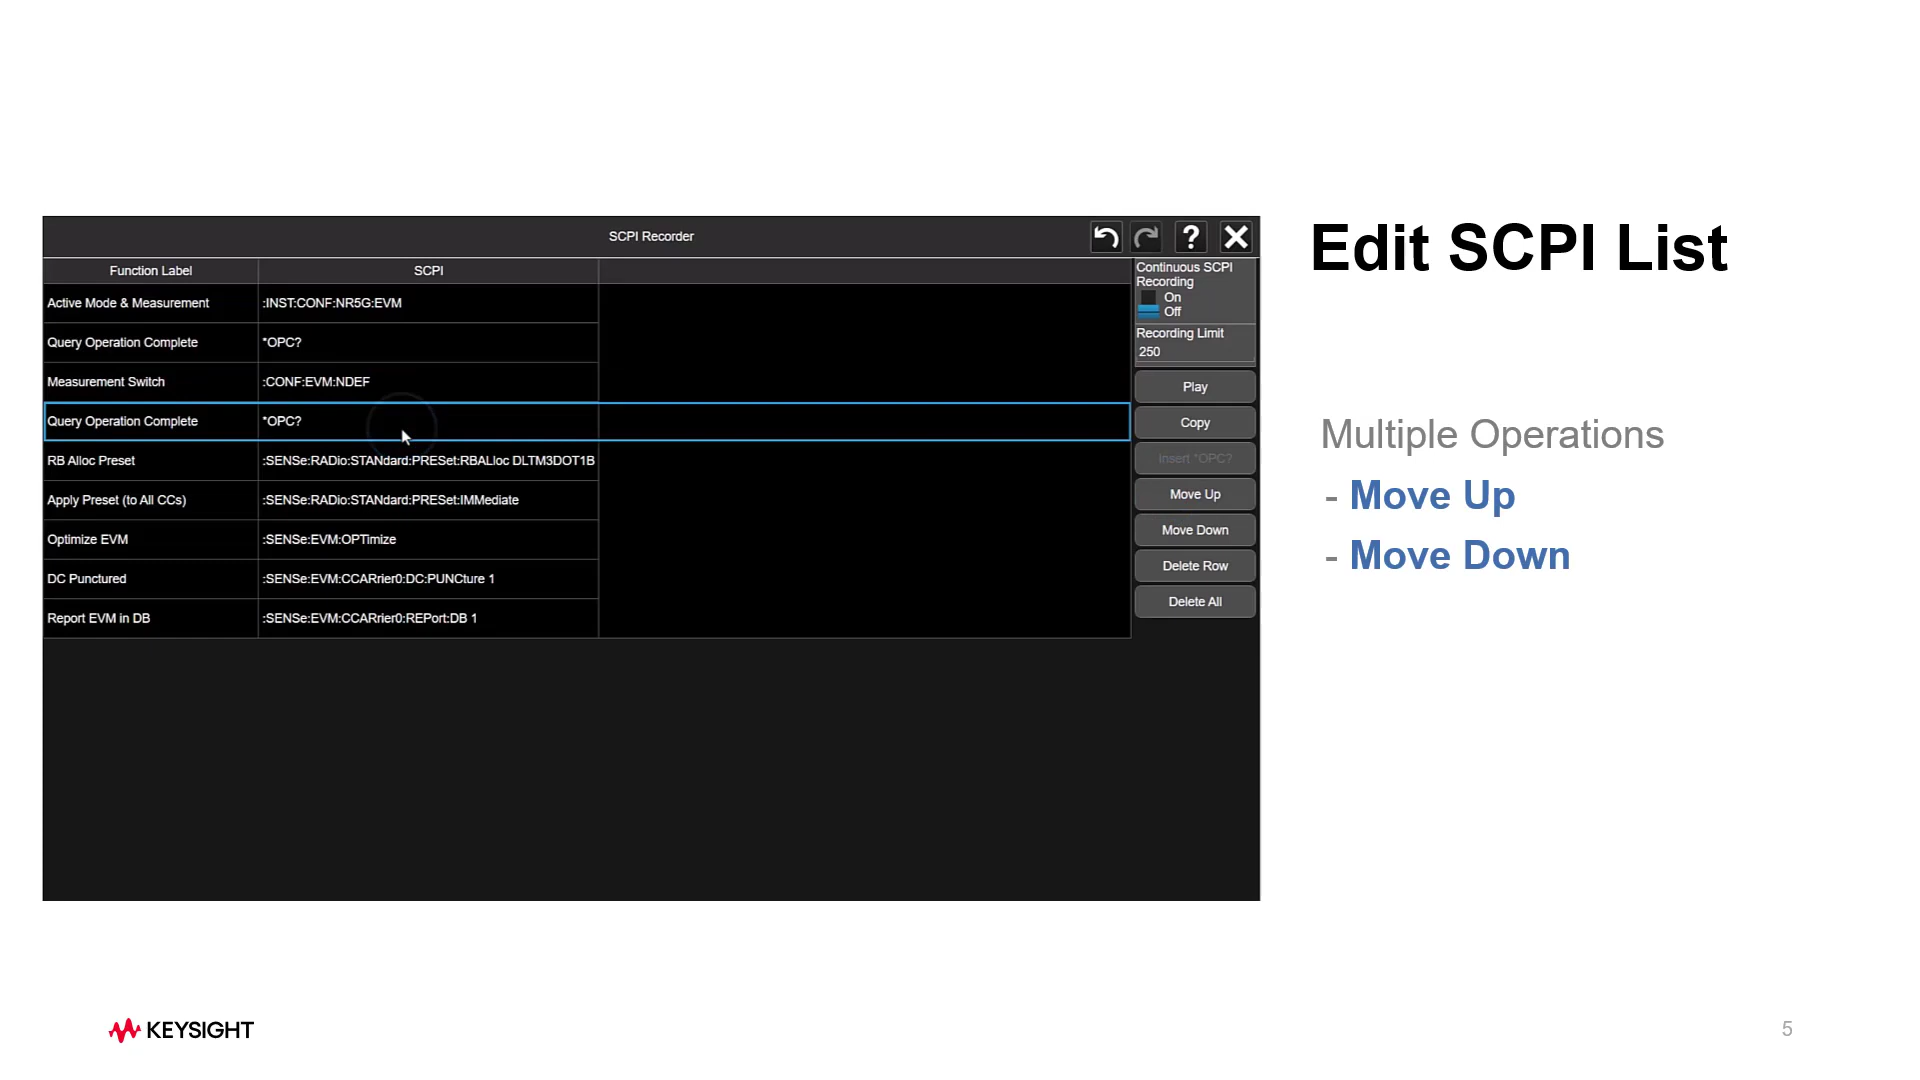 SCPI Recorder
?
Function Label SCPI
Active Mode & Measurement :INST:CONF:NR5G:EVM
Query Operation Complete *OPC?
Measurement Switch :CONF:EVM:NDEF
Query Operation Complete *OPC?
RB Alloc Preset :SENSe:RADio:STANdard:PRESet:RBALloc DLTM3DOT1B
Apply Preset (to All CCs) :SENSe:RADio:STANdard:PRESet:IMMediate
Optimize EVM :SENSe:EVM:OPTimize
DC Punctured :SENSe:EVM:CCARrier0:DC:PUNCture 1
Report EVM in DB :SENSe:EVM:CCARrier0:REPort:DB 1
Continuous SCPI
Recording
On
Off
Recording Limit
250
Play
Copy
Insert *OPC?
Move Up
Move Down
Delete Row
Delete All
Edit SCPI List
Multiple Operations
- Move Up
- Move Down
KEYSIGHT
5